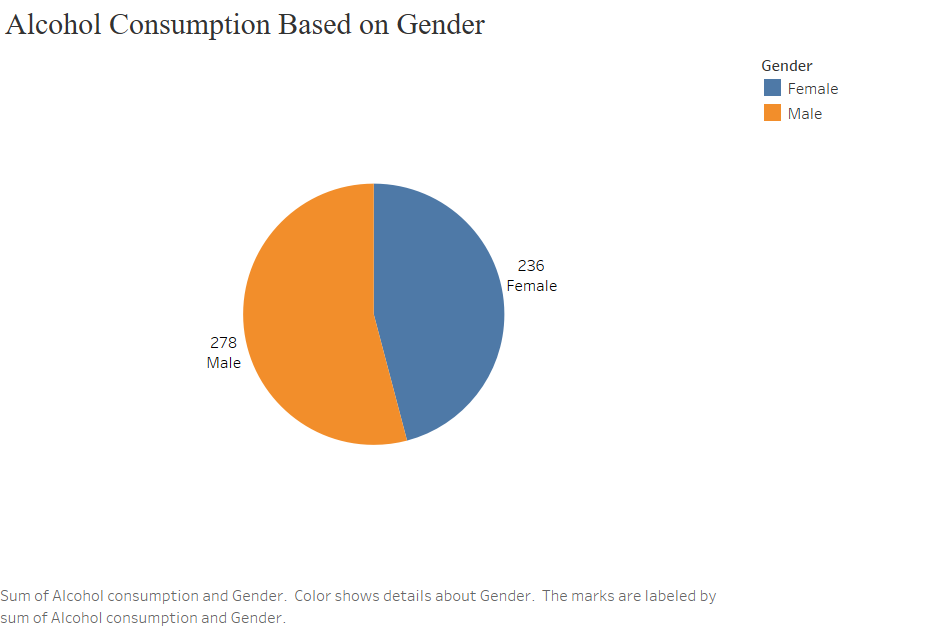 Alcohol Consumption Based on Gender
Gender
Female
Male
236
Female
278
Male
Sum of Alcohol consumption and Gender.  Color shows details about Gender.  The marks are labeled by
sum of Alcohol consumption and Gender.